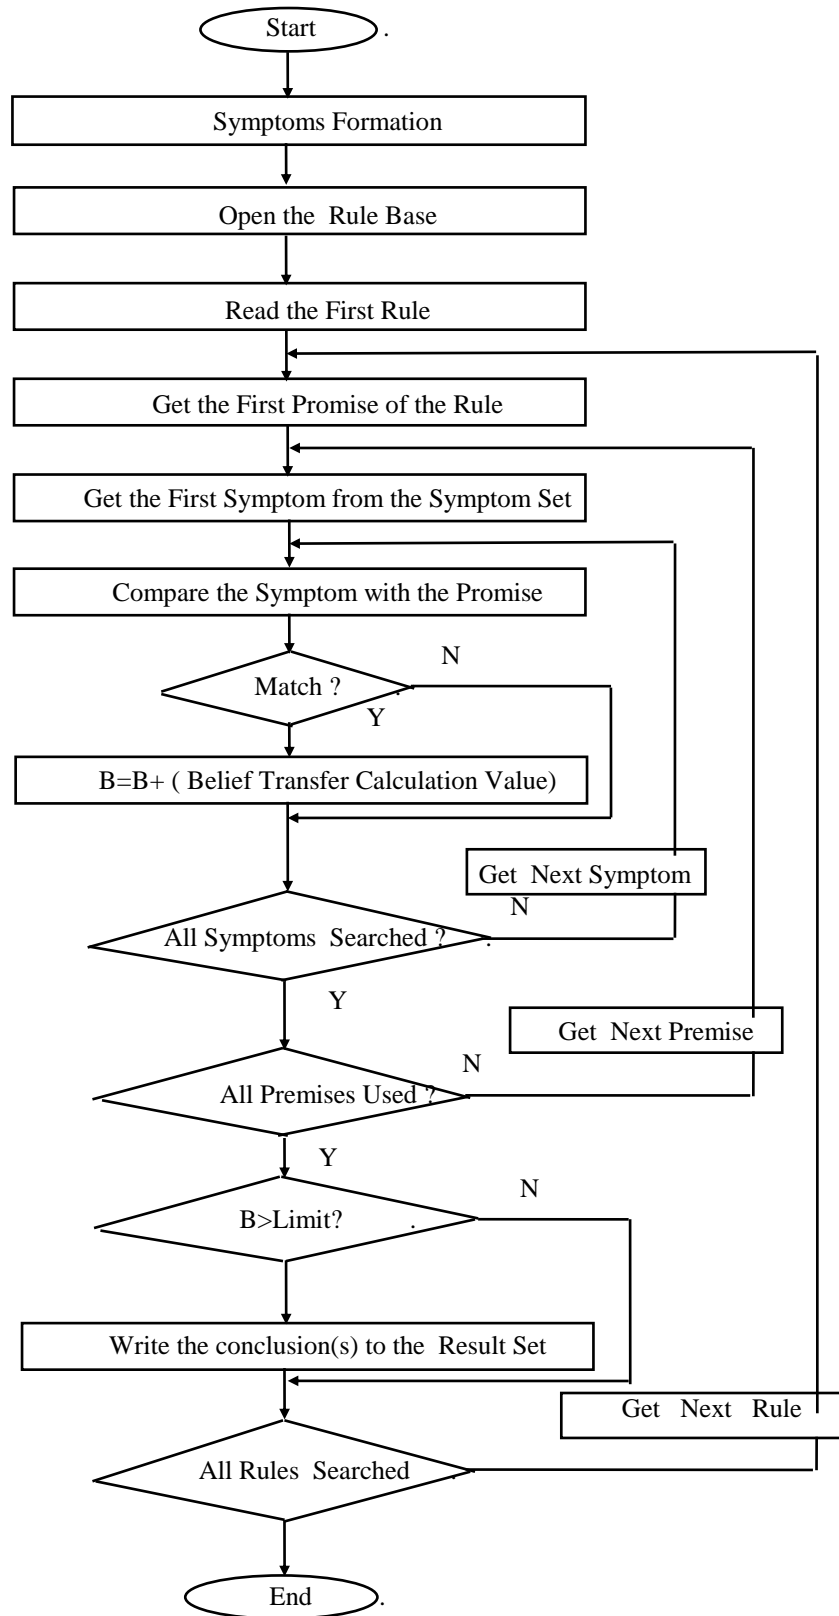 Start .
Symptoms Formation
Open the Rule Base
Read the First Rule
Get the First Promise of the Rule
Get the First Symptom from the Symptom Set
Compare the Symptom with the Promise
N
Match ? .
Y
B=B+ ( Belief Transfer Calculation Value)
Get Next Symptom
N
All Symptoms Searched ? .
Y
Get Next Premise
N
All Premises Used ?
Y
N
B>Limit? .
Write the conclusion(s) to the Result Set
Get Next Rule
All Rules Searched .
End .